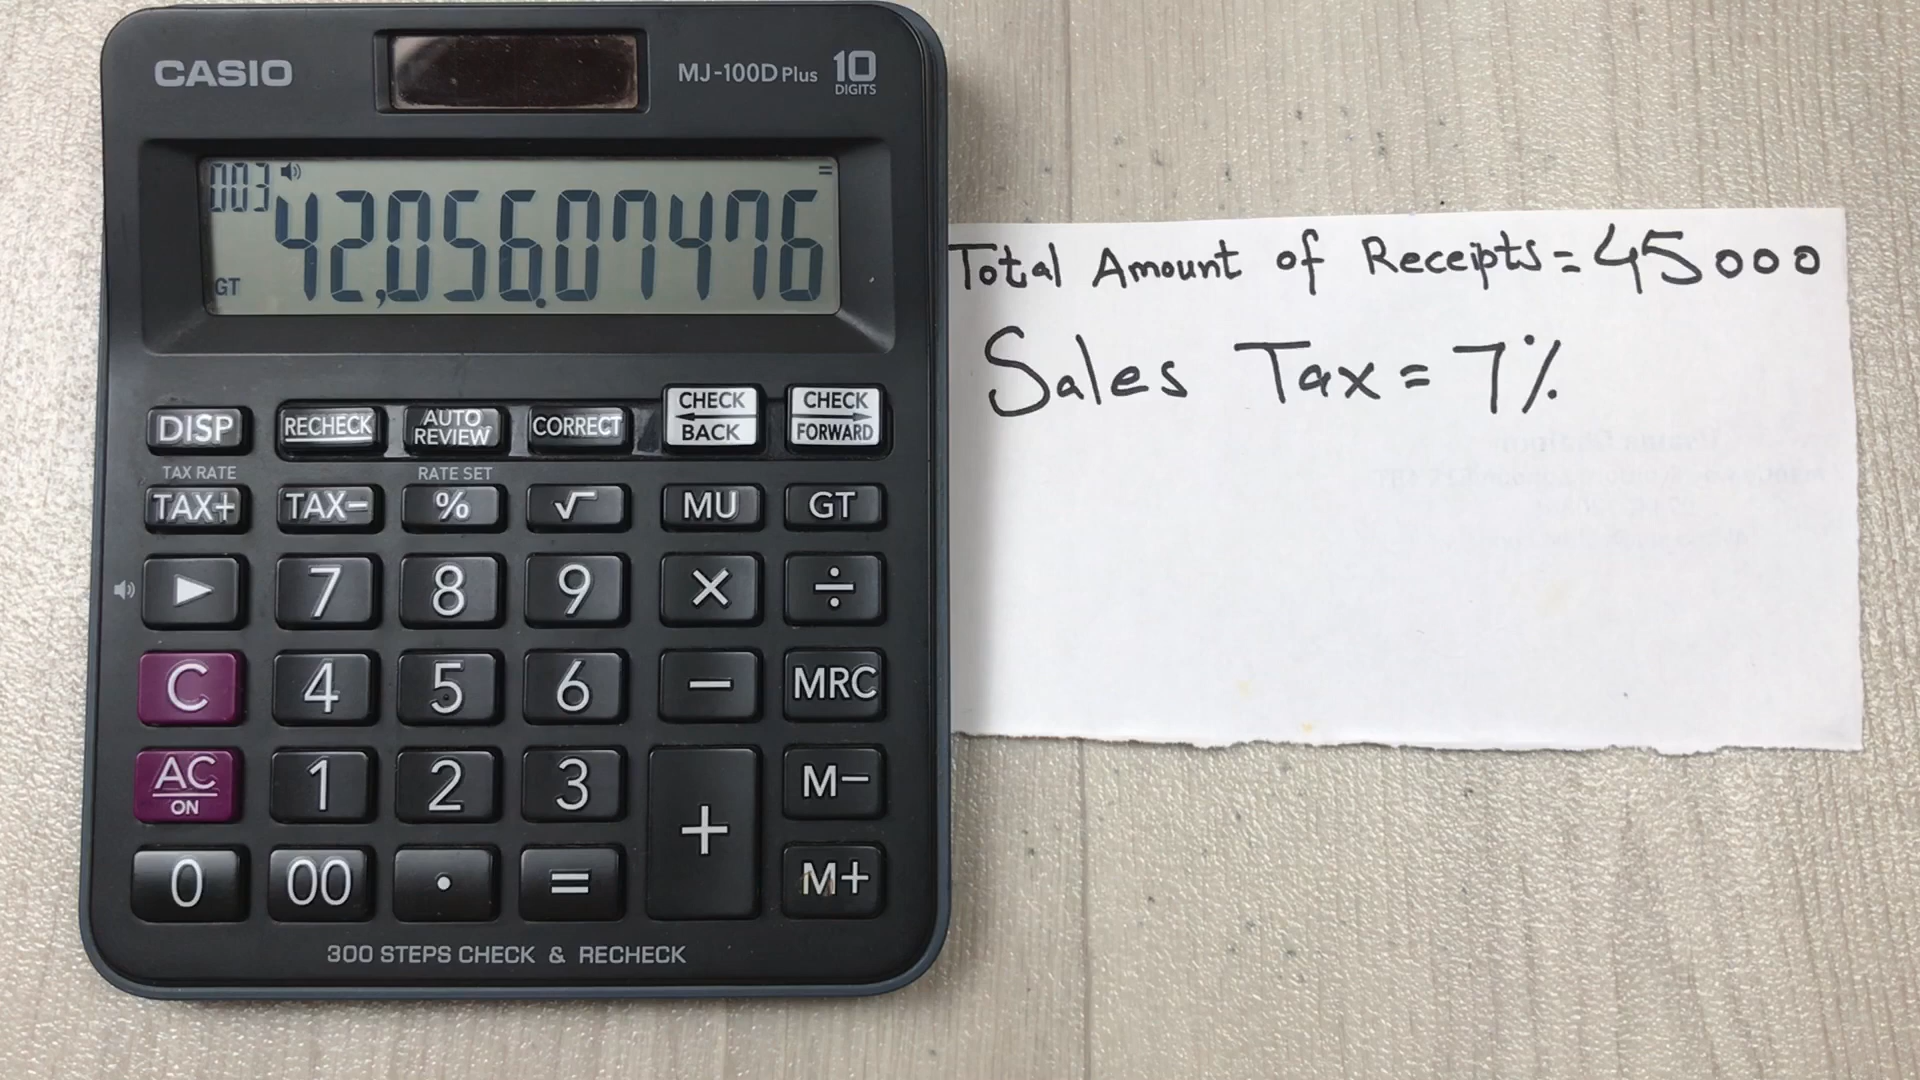 CASIO
MJ-100D Plus 10 DIGITS
003
42,056.07476
GT
=
DISP RECHECK AUTO REVIEW CORRECT CHECK BACK CHECK FORWARD
TAX RATE RATE SET
TAX+ TAX− % √ MU GT
7 8 9 × ÷
C 4 5 6 − MRC
AC ON 1 2 3 + M−
0 00 . = M+
300 STEPS CHECK & RECHECK
Total Amount of Receipts = 45000
Sales Tax = 7%